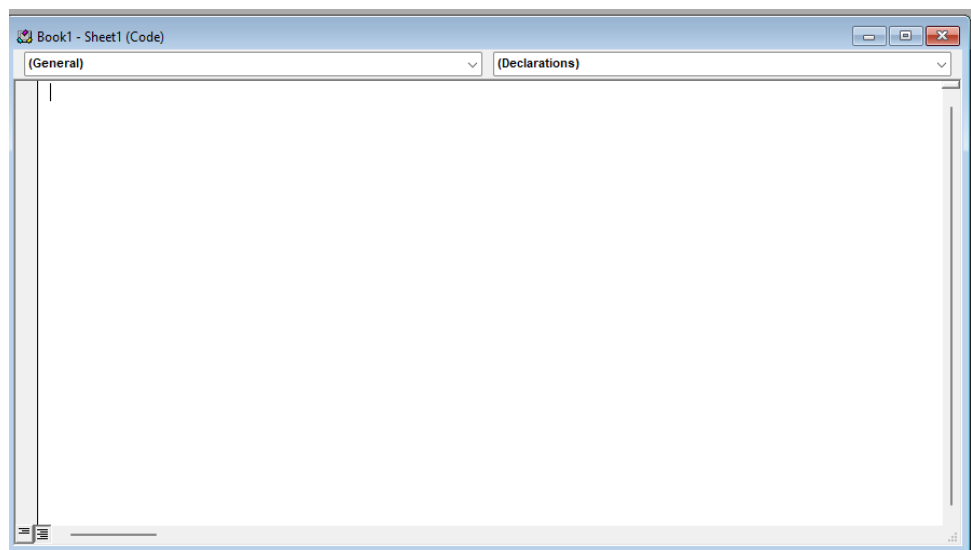 Book1 - Sheet1 (Code)
(General)
(Declarations)